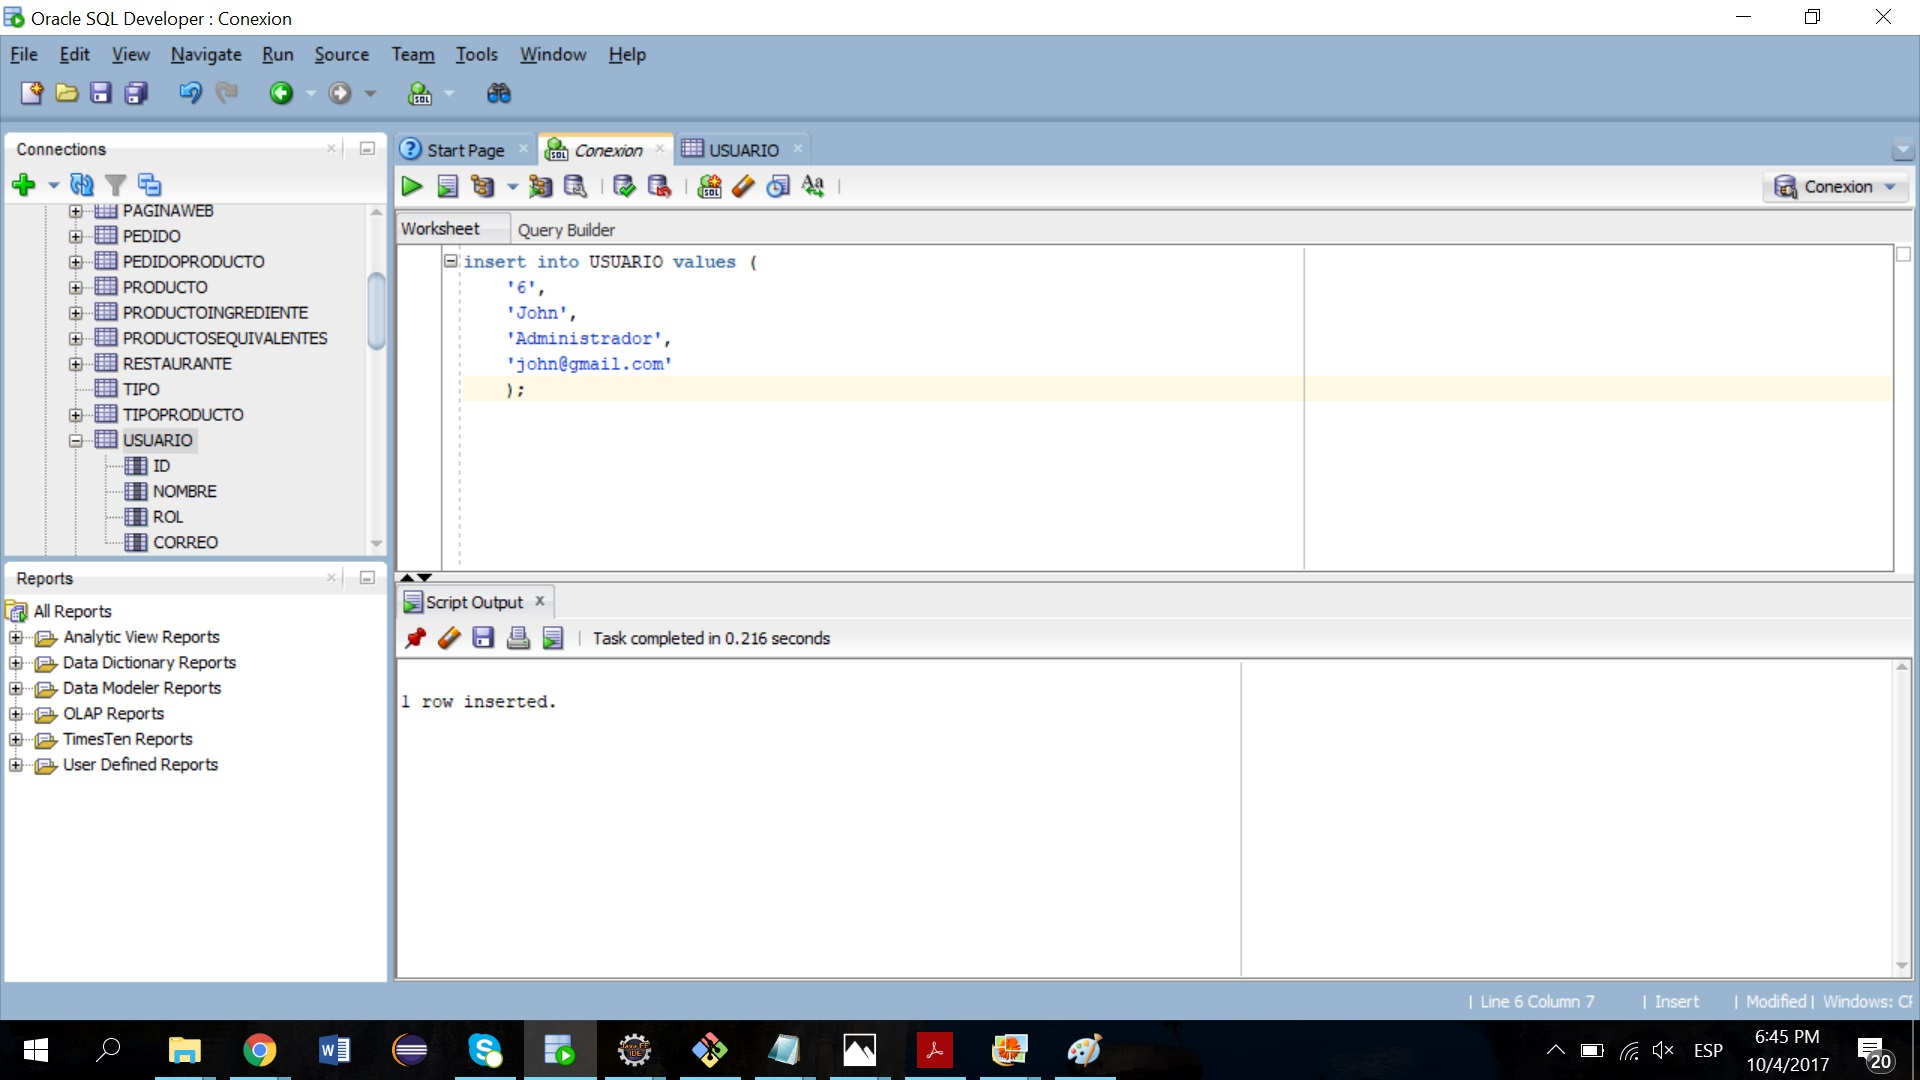 Oracle SQL Developer : Conexion
File Edit View Navigate Run Source Team Tools Window Help
Connections
PAGINAWEB
PEDIDO
PEDIDOPRODUCTO
PRODUCTO
PRODUCTOINGREDIENTE
PRODUCTOSEQUIVALENTES
RESTAURANTE
TIPO
TIPOPRODUCTO
USUARIO
ID
NOMBRE
ROL
CORREO
Reports
All Reports
Analytic View Reports
Data Dictionary Reports
Data Modeler Reports
OLAP Reports
TimesTen Reports
User Defined Reports
Start Page Conexion USUARIO
Conexion
Worksheet Query Builder
insert into USUARIO values (
'6',
'John',
'Administrador',
'john@gmail.com'
);
Script Output
Task completed in 0.216 seconds
1 row inserted.
Line 6 Column 7 | Insert | Modified | Windows: CF
ESP
6:45 PM
10/4/2017
20